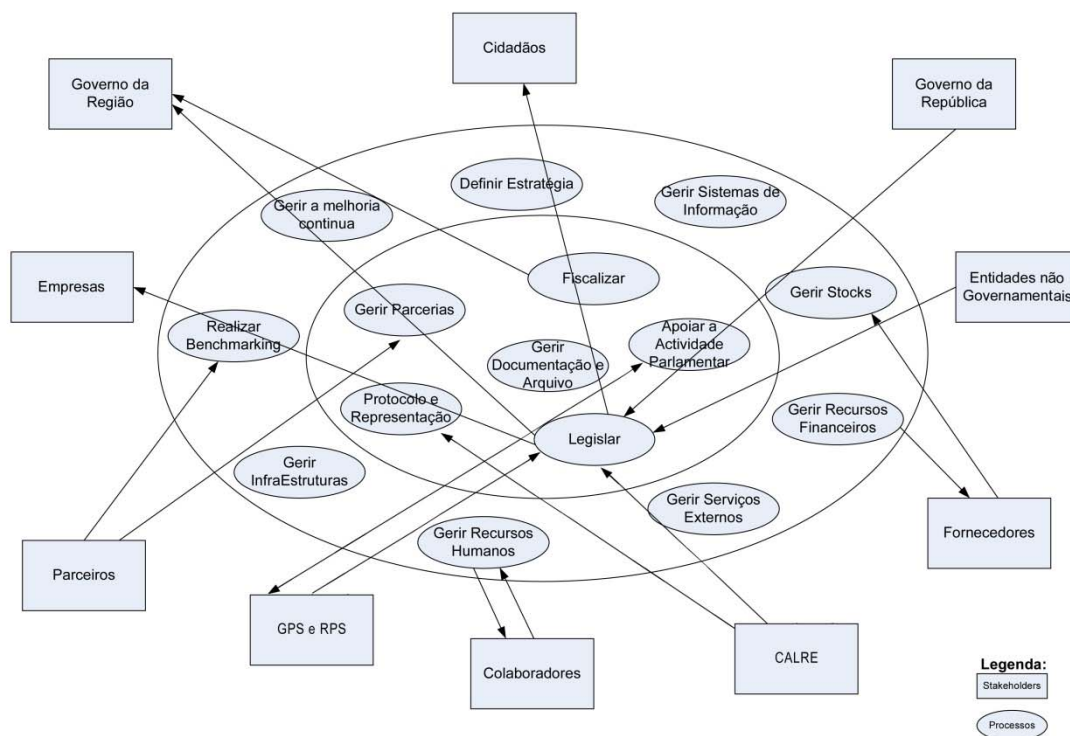 Cidadãos
Governo da
Região
Governo da
República
Definir Estratégia
Gerir Sistemas de
Informação
Gerir a melhoria
continua
Fiscalizar
Empresas
Gerir Stocks
Entidades não
Governamentais
Gerir Parcerias
Realizar
Benchmarking
Apoiar a
Actividade
Parlamentar
Gerir
Documentação e
Arquivo
Protocolo e
Representação
Gerir Recursos
Financeiros
Legislar
Gerir
InfraEstruturas
Gerir Serviços
Externos
Gerir Recursos
Humanos
Fornecedores
Parceiros
GPS e RPS
Colaboradores
CALRE
Legenda:
Stakeholders
Processos